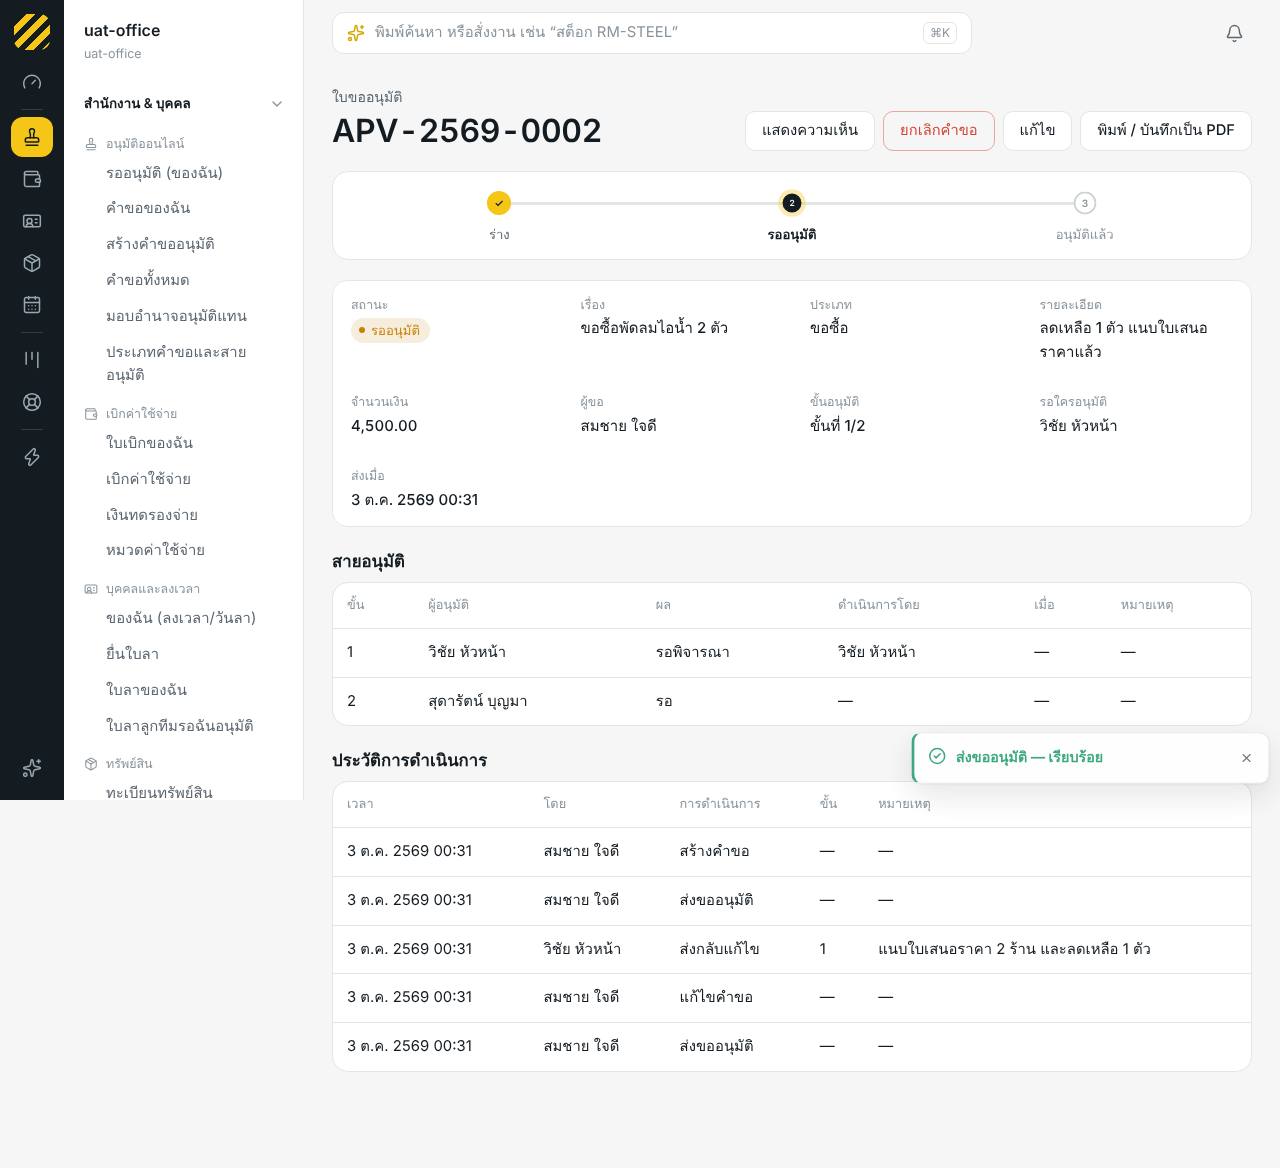 uat-office
uat-office
สำนักงาน & บุคคล
อนุมัติออนไลน์
รออนุมัติ (ของฉัน)
คำขอของฉัน
สร้างคำขออนุมัติ
คำขอทั้งหมด
มอบอำนาจอนุมัติแทน
ประเภทคำขอและสาย
อนุมัติ
เบิกค่าใช้จ่าย
ใบเบิกของฉัน
เบิกค่าใช้จ่าย
เงินทดรองจ่าย
หมวดค่าใช้จ่าย
บุคคลและลงเวลา
ของฉัน (ลงเวลา/วันลา)
ยื่นใบลา
ใบลาของฉัน
ใบลาลูกทีมรอฉันอนุมัติ
ทรัพย์สิน
ทะเบียนทรัพย์สิน
พิมพ์ค้นหา หรือสั่งงาน เช่น “สต็อก RM-STEEL” ⌘K
ใบขออนุมัติ
APV-2569-0002
แสดงความเห็น ยกเลิกคำขอ แก้ไข พิมพ์ / บันทึกเป็น PDF
2 3
ร่าง รออนุมัติ อนุมัติแล้ว
สถานะ เรื่อง ประเภท รายละเอียด
รออนุมัติ ขอซื้อพัดลมไอน้ำ 2 ตัว ขอซื้อ ลดเหลือ 1 ตัว แนบใบเสนอ
ราคาแล้ว
จำนวนเงิน ผู้ขอ ขั้นอนุมัติ รอใครอนุมัติ
4,500.00 สมชาย ใจดี ขั้นที่ 1/2 วิชัย หัวหน้า
ส่งเมื่อ
3 ต.ค. 2569 00:31
สายอนุมัติ
ขั้น ผู้อนุมัติ ผล ดำเนินการโดย เมื่อ หมายเหตุ
1 วิชัย หัวหน้า รอพิจารณา วิชัย หัวหน้า — —
2 สุดารัตน์ บุญมา รอ — — —
ประวัติการดำเนินการ
ส่งขออนุมัติ — เรียบร้อย
เวลา โดย การดำเนินการ ขั้น หมายเหตุ
3 ต.ค. 2569 00:31 สมชาย ใจดี สร้างคำขอ — —
3 ต.ค. 2569 00:31 สมชาย ใจดี ส่งขออนุมัติ — —
3 ต.ค. 2569 00:31 วิชัย หัวหน้า ส่งกลับแก้ไข 1 แนบใบเสนอราคา 2 ร้าน และลดเหลือ 1 ตัว
3 ต.ค. 2569 00:31 สมชาย ใจดี แก้ไขคำขอ — —
3 ต.ค. 2569 00:31 สมชาย ใจดี ส่งขออนุมัติ — —